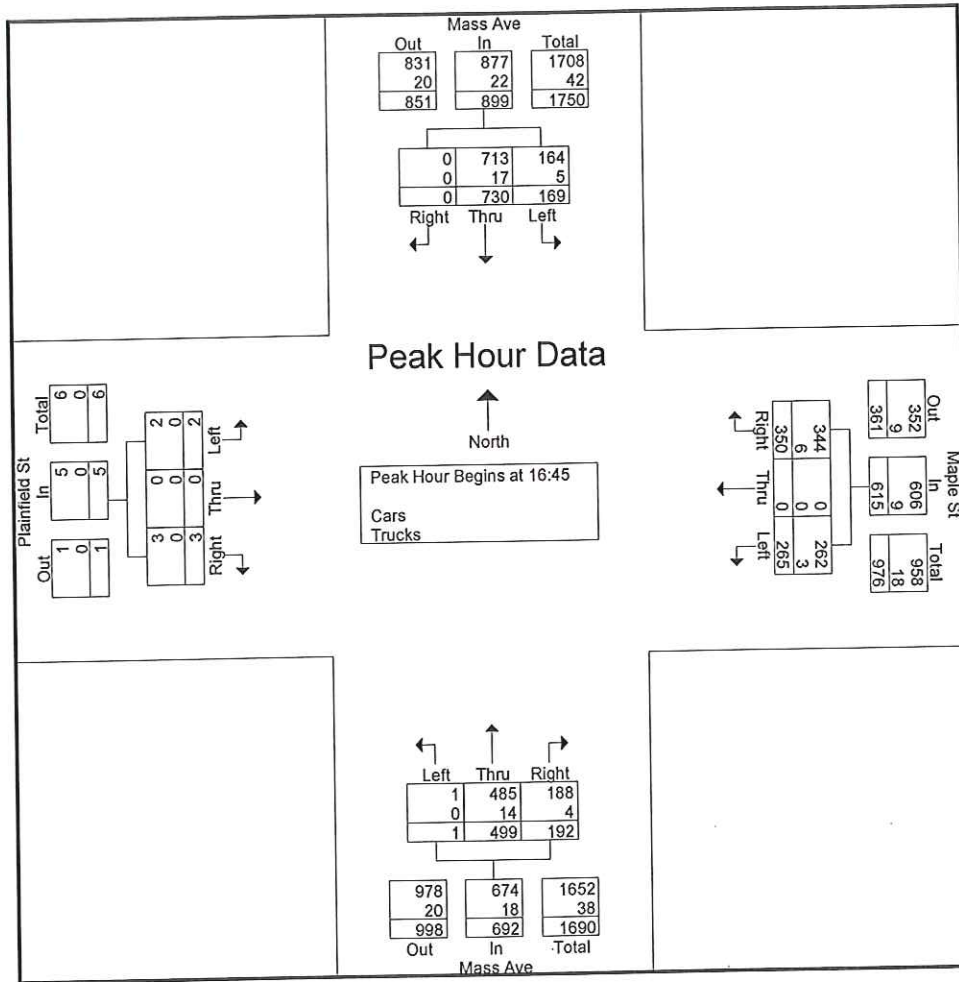 Mass Ave
Out In Total
831 877 1708
20 22 42
851 899 1750
0 713 164
0 17 5
0 730 169
Right Thru Left
Peak Hour Data
North
Peak Hour Begins at 16:45
Cars
Trucks
Plainfield St
Out In Total
1 5 6
0 0 0
1 5 6
Right Thru Left
3 0 2
0 0 0
3 0 2
Maple St
Out In Total
352 606 958
9 9 18
361 615 976
344 0 262
6 0 3
350 0 265
Right Thru Left
Left Thru Right
1 485 188
0 14 4
1 499 192
978 674 1652
20 18 38
998 692 1690
Out In Total
Mass Ave